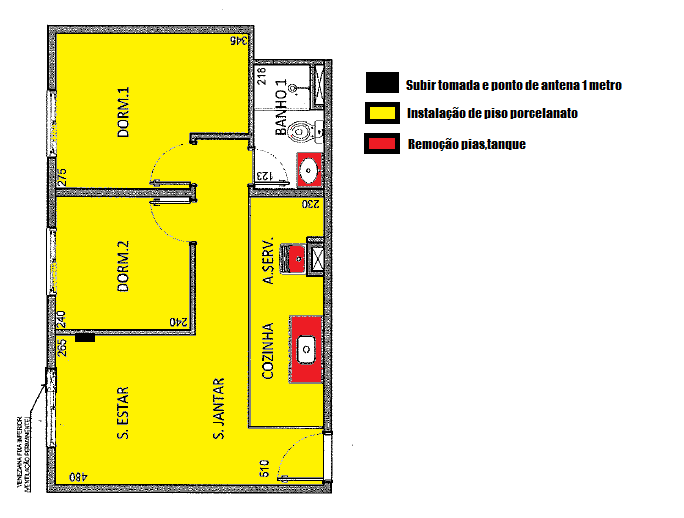 345
218
DORM.1
BANHO 1
275
123
230
DORM.2
A.SERV.
240
240
265
COZINHA
S. ESTAR
S. JANTAR
480
510
VENEZIANA FIXA INFERIOR
(VENTILAÇÃO PERMANENTE)
Subir tomada e ponto de antena 1 metro
Instalação de piso porcelanato
Remoção pias,tanque